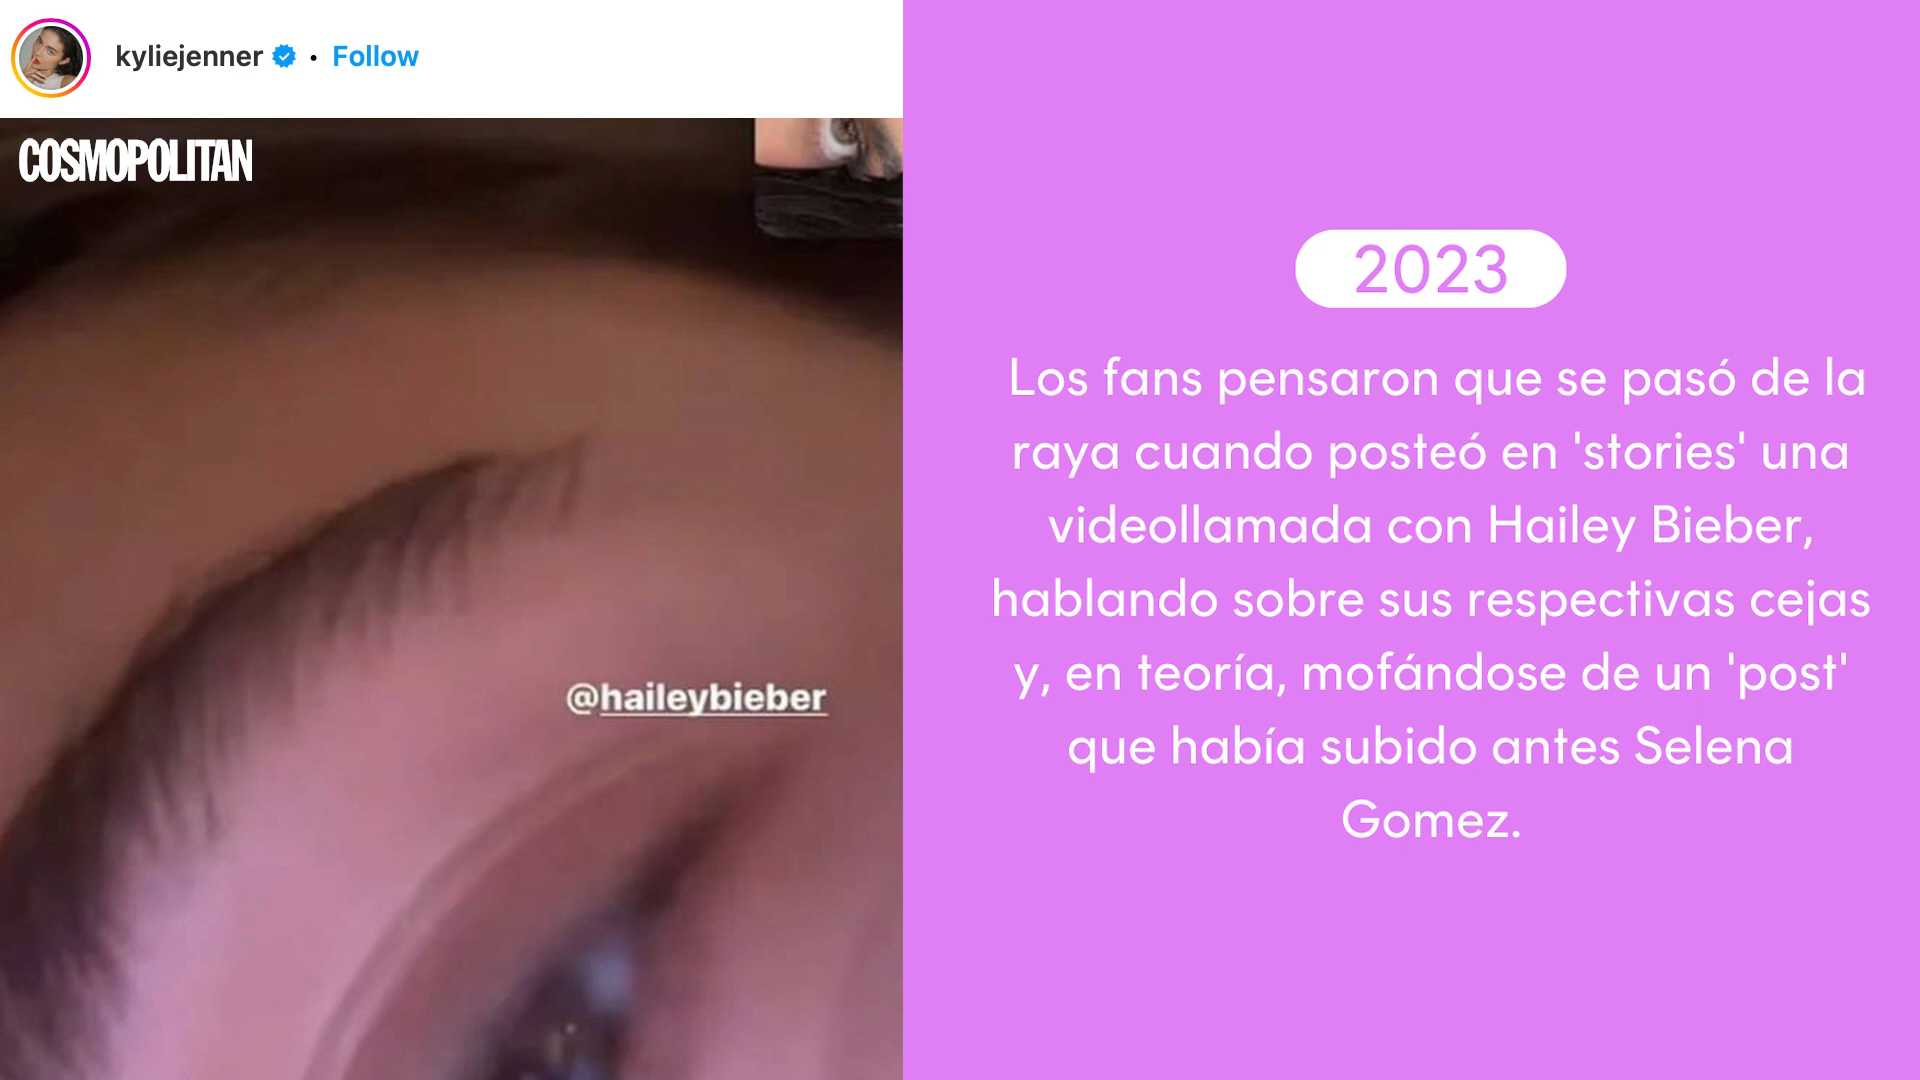 kyliejenner • Follow
COSMOPOLITAN
@haileybieber
2023
Los fans pensaron que se pasó de la
raya cuando posteó en 'stories' una
videollamada con Hailey Bieber,
hablando sobre sus respectivas cejas
y, en teoría, mofándose de un 'post'
que había subido antes Selena
Gomez.